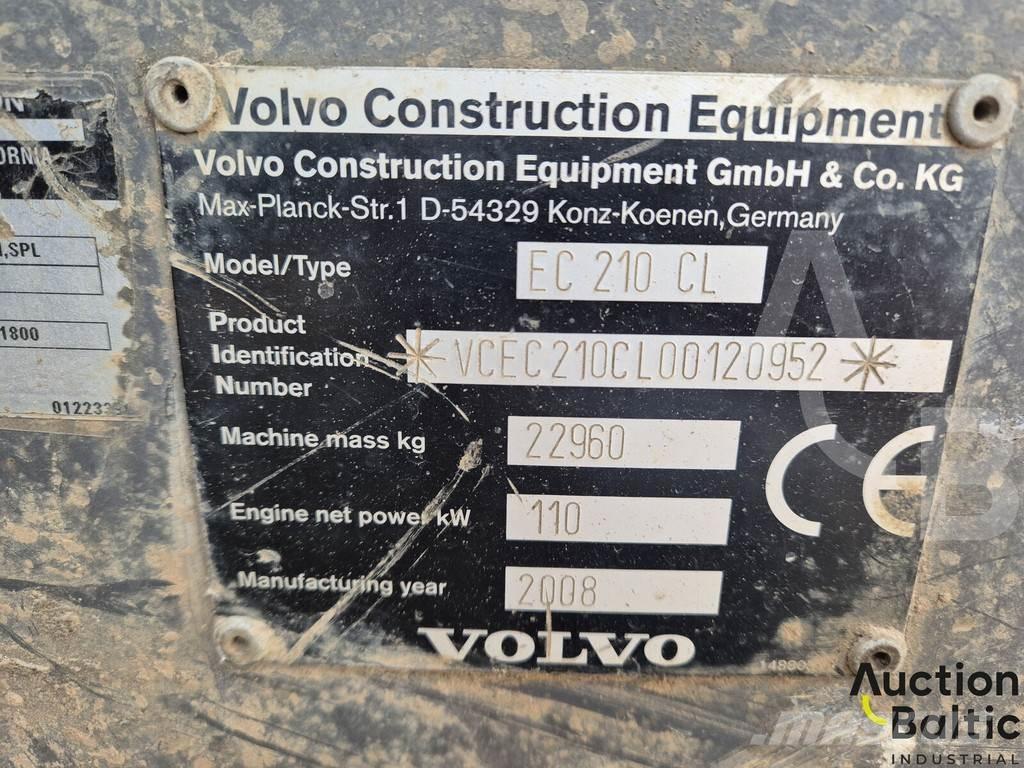 Volvo Construction Equipment
Volvo Construction Equipment GmbH & Co. KG
Max-Planck-Str.1 D-54329 Konz-Koenen, Germany
Model/Type EC 210 CL
Product
Identification
Number
*VCEC210CL00120952*
Machine mass kg 22960
Engine net power kW 110
Manufacturing year 2008
VOLVO
CE
,SPL
1800
Auction
Baltic
INDUSTRIAL